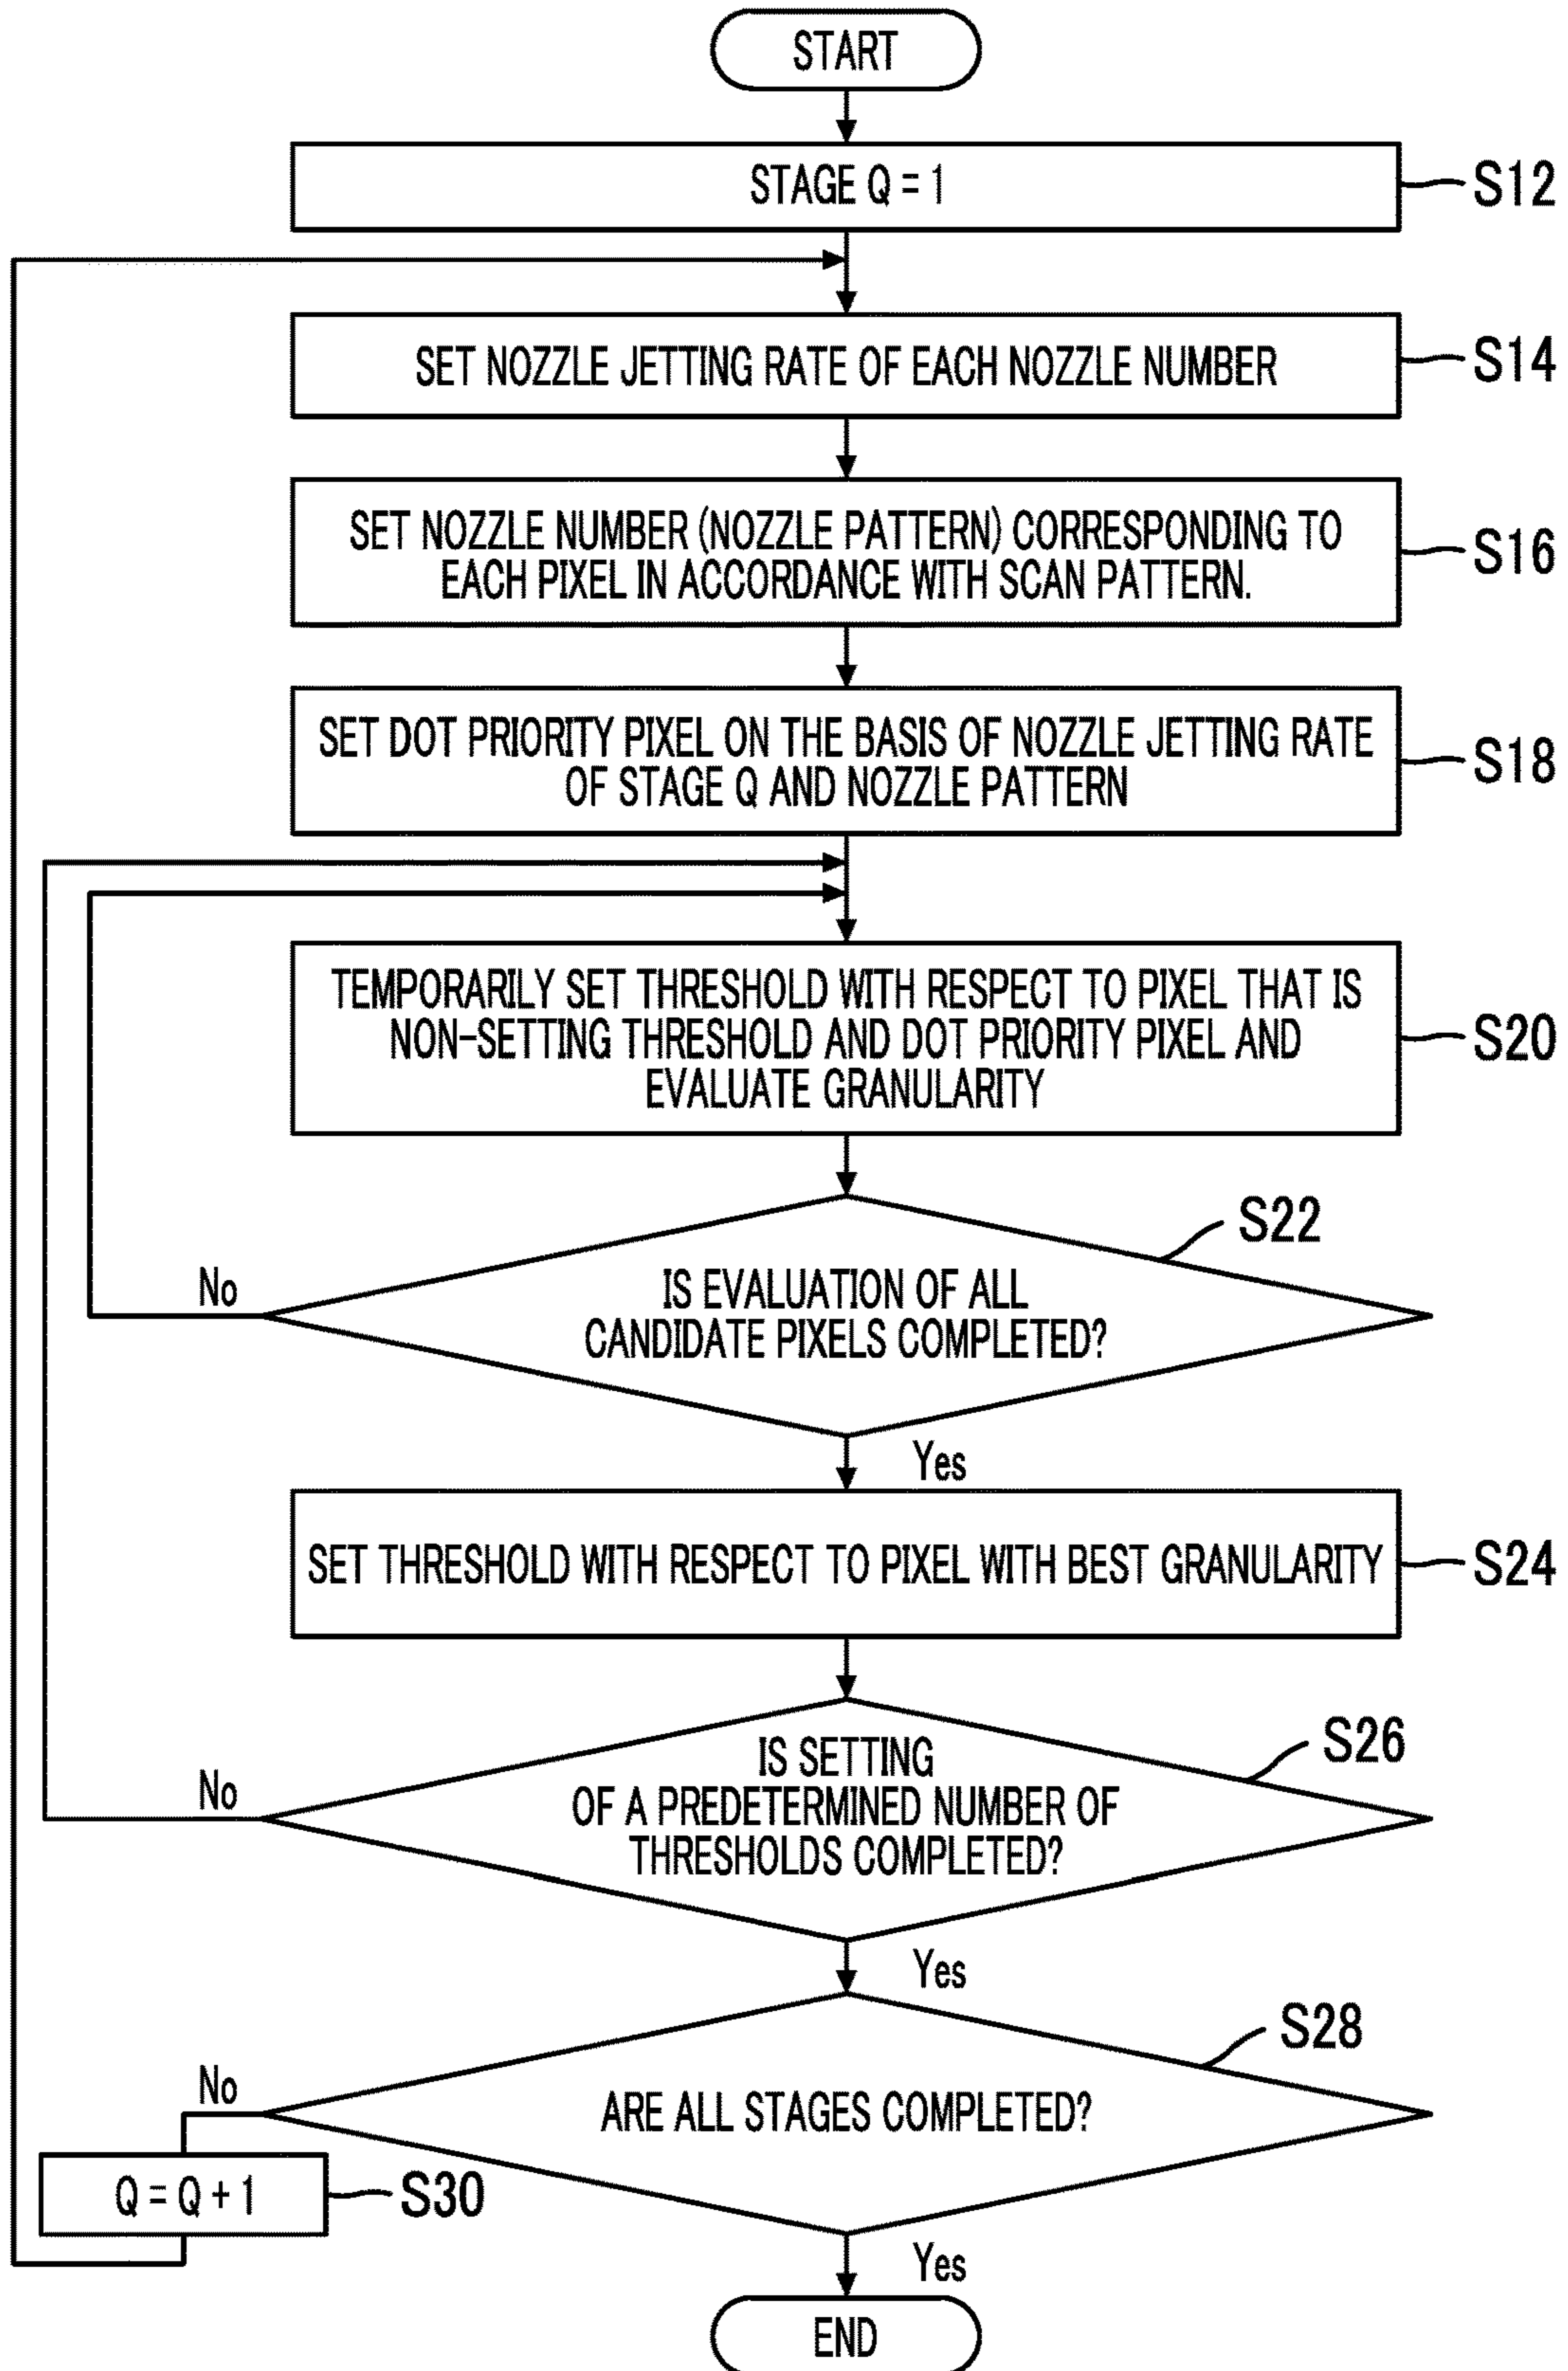 START
STAGE Q = 1
S12
SET NOZZLE JETTING RATE OF EACH NOZZLE NUMBER
S14
SET NOZZLE NUMBER (NOZZLE PATTERN) CORRESPONDING TO
EACH PIXEL IN ACCORDANCE WITH SCAN PATTERN.
S16
SET DOT PRIORITY PIXEL ON THE BASIS OF NOZZLE JETTING RATE
OF STAGE Q AND NOZZLE PATTERN
S18
TEMPORARILY SET THRESHOLD WITH RESPECT TO PIXEL THAT IS
NON-SETTING THRESHOLD AND DOT PRIORITY PIXEL AND
EVALUATE GRANULARITY
S20
S22
No
IS EVALUATION OF ALL
CANDIDATE PIXELS COMPLETED?
Yes
SET THRESHOLD WITH RESPECT TO PIXEL WITH BEST GRANULARITY
S24
S26
No
IS SETTING
OF A PREDETERMINED NUMBER OF
THRESHOLDS COMPLETED?
Yes
S28
No
ARE ALL STAGES COMPLETED?
Q = Q + 1
S30
Yes
END